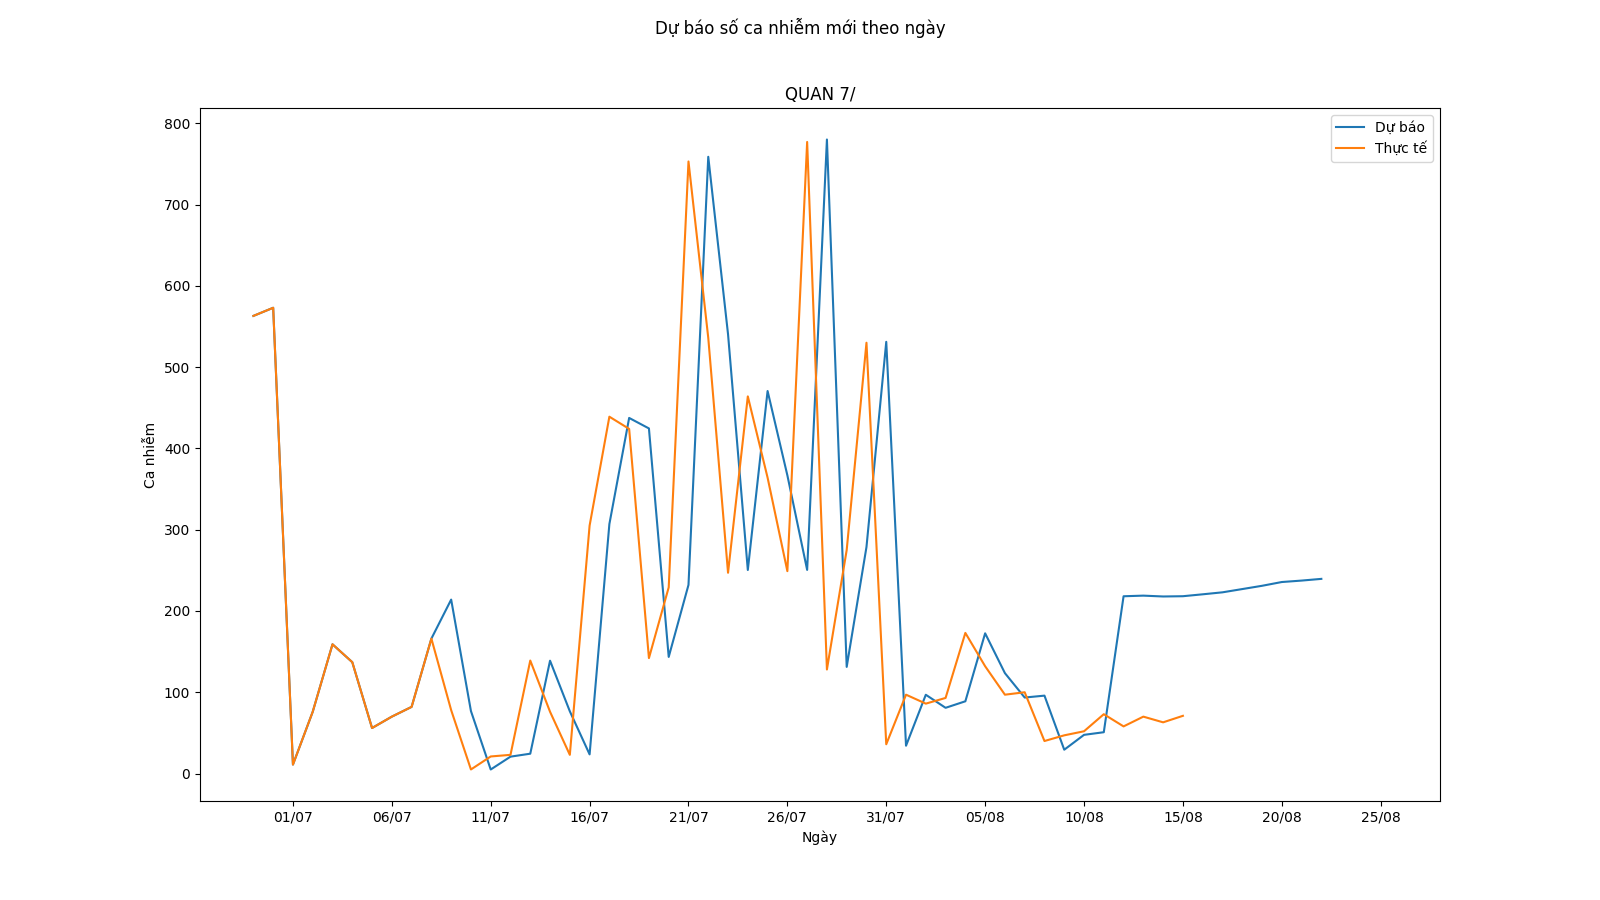 Dự báo số ca nhiễm mới theo ngày
QUAN 7/
Dự báo
Thực tế
800
700
600
500
400
300
200
100
0
Ca nhiễm
01/07 06/07 11/07 16/07 21/07 26/07 31/07 05/08 10/08 15/08 20/08 25/08
Ngày